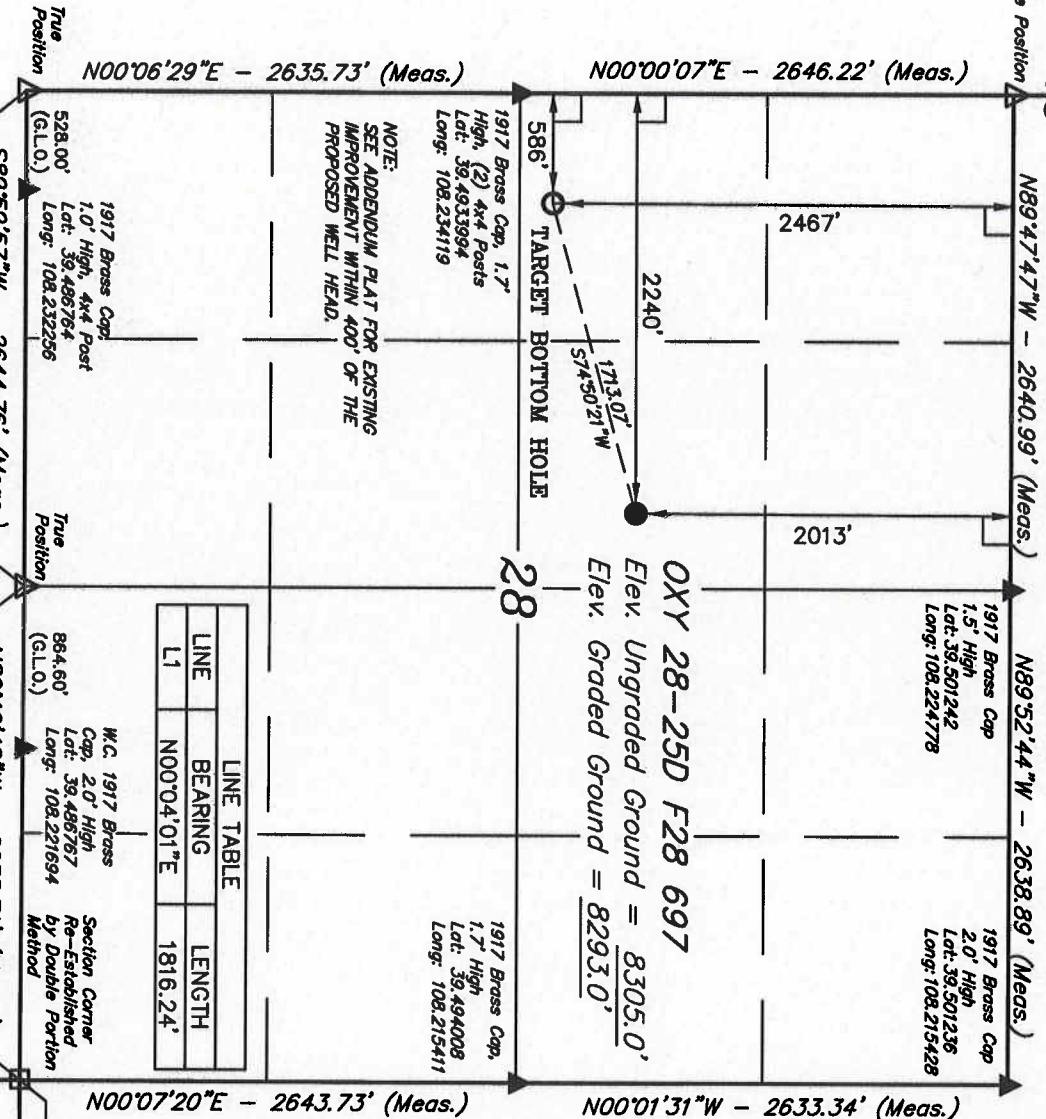 e Position
N89°47'47"W - 2640.99' (Meas.)
N89°52'44"W - 2638.89' (Meas.)
1917 Brass Cap
1.5' High
Lat: 39.501242
Long: 108.224778
1917 Brass Cap
2.0' High
Lat: 39.501236
Long: 108.215428
N00°00'07"E - 2646.22' (Meas.)
N00°01'31"W - 2633.34' (Meas.)
2467'
2013'
2240'
586'
1713.07'
S74°50'21"W
TARGET BOTTOM HOLE
OXY 28-25D F28 697
Elev. Ungraded Ground = 8305.0'
Elev. Graded Ground = 8293.0'
28
1917 Brass Cap, 1.7'
High, (2) 4x4 Posts
Lat: 39.4933994
Long: 108.234119
1917 Brass Cap,
1.7' High
Lat: 39.494008
Long: 108.215411
NOTE:
SEE ADDENDUM PLAT FOR EXISTING
IMPROVEMENT WITHIN 400' OF THE
PROPOSED WELL HEAD.
N00°06'29"E - 2635.73' (Meas.)
N00°07'20"E - 2643.73' (Meas.)
LINE TABLE
LINE BEARING LENGTH
L1 N00°04'01"E 1816.24'
True
Position
528.00'
(G.L.O.)
1917 Brass Cap,
1.0' High, 4x4 Post
Lat: 39.486764
Long: 108.232256
True
Position
864.60'
(G.L.O.)
W.C. 1917 Brass
Cap, 2.0' High
Lat: 39.486767
Long: 108.221694
Section Corner
Re-Established
by Double Portion
Method